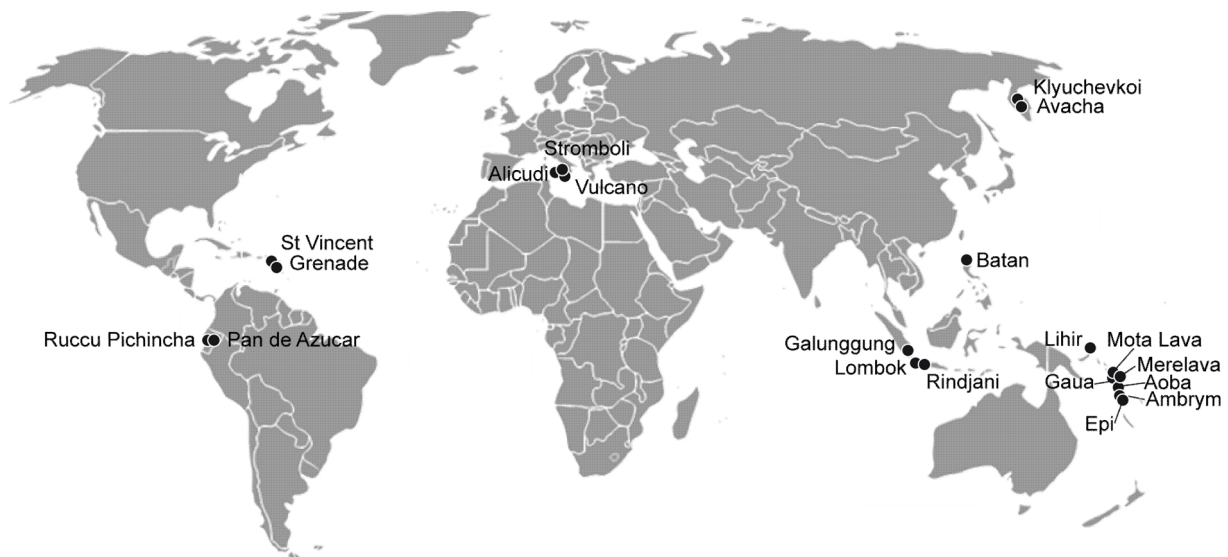 Klyuchevkoi
Avacha
Stromboli
Alicudi
Vulcano
St Vincent
Grenade
Batan
Ruccu Pichincha
Pan de Azucar
Lihir
Mota Lava
Galunggung
Merelava
Lombok
Rindjani
Gaua
Aoba
Ambrym
Epi